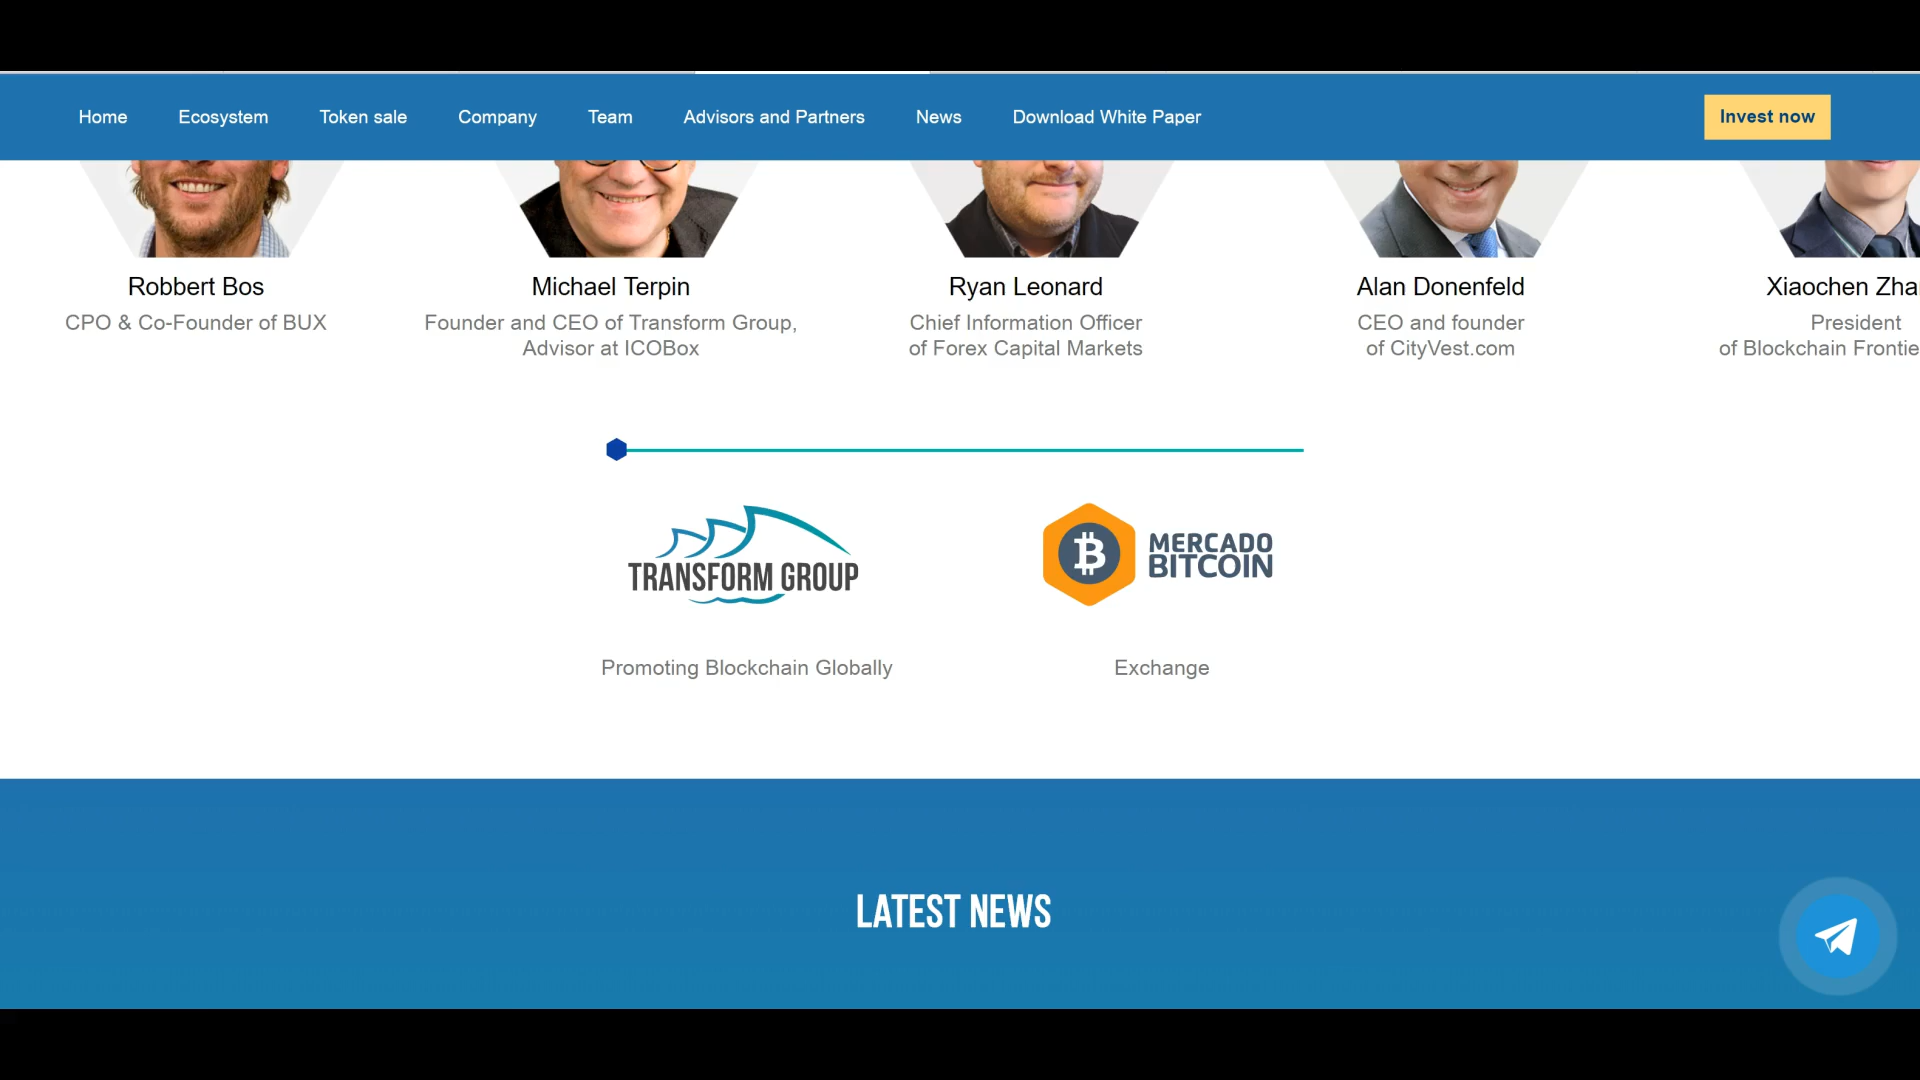 Home Ecosystem Token sale Company Team Advisors and Partners News Download White Paper Invest now
Robbert Bos
CPO & Co-Founder of BUX
Michael Terpin
Founder and CEO of Transform Group,
Advisor at ICOBox
Ryan Leonard
Chief Information Officer
of Forex Capital Markets
Alan Donenfeld
CEO and founder
of CityVest.com
Xiaochen
President
of Blockchain
TRANSFORM GROUP
Promoting Blockchain Globally
MERCADO
BITCOIN
Exchange
LATEST NEWS